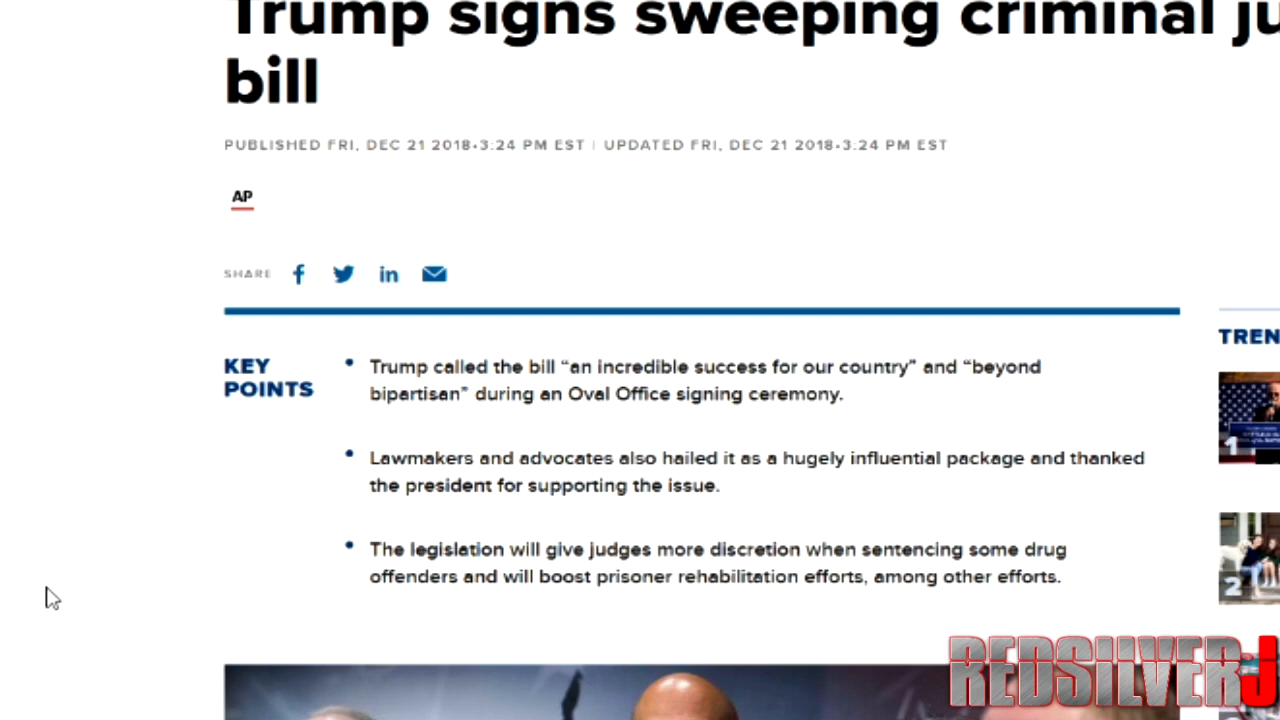 Trump signs sweeping criminal ju
bill
PUBLISHED FRI, DEC 21 2018•3:24 PM EST | UPDATED FRI, DEC 21 2018•3:24 PM EST
AP
SHARE
KEY
POINTS
• Trump called the bill “an incredible success for our country” and “beyond
bipartisan” during an Oval Office signing ceremony.
• Lawmakers and advocates also hailed it as a hugely influential package and thanked
the president for supporting the issue.
• The legislation will give judges more discretion when sentencing some drug
offenders and will boost prisoner rehabilitation efforts, among other efforts.
TREN
1
2
REDSILVERJ